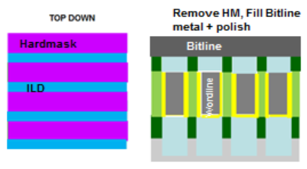 TOP DOWN
Hardmask
ILD
Remove HM, Fill Bitline
metal + polish
Bitline
Wordline